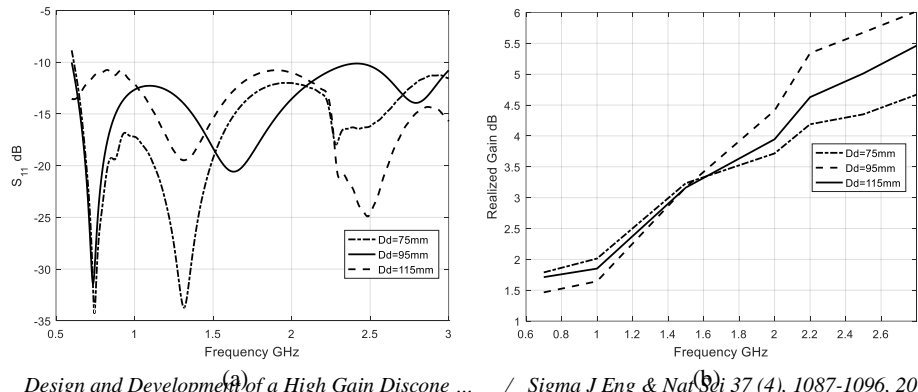 -5
-10
-15
-20
-25
-30
-35
S11 dB
0.5 1 1.5 2 2.5 3
Frequency GHz
Dd=75mm
Dd=95mm
Dd=115mm
6
5.5
5
4.5
4
3.5
3
2.5
2
1.5
1
Realized Gain dB
0.6 0.8 1 1.2 1.4 1.6 1.8 2 2.2 2.4 2.6 2.8
Frequency GHz
Dd=75mm
Dd=95mm
Dd=115mm
(a)
(b)
Design and Development of a High Gain Discone ... / Sigma J Eng & Nat Sci 37 (4), 1087-1096, 20